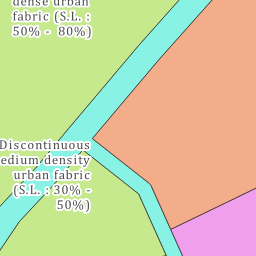 dense urban
fabric (S.L. :
50% - 80%)
Discontinuous
edium density
urban fabric
(S.L. : 30% -
50%)